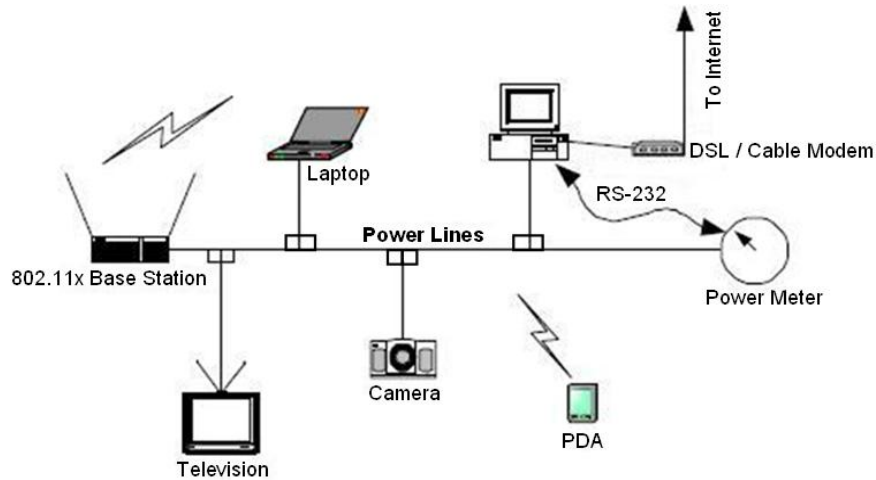 To Internet
Laptop
DSL / Cable Modem
RS-232
Power Lines
802.11x Base Station
Power Meter
Camera
PDA
Television